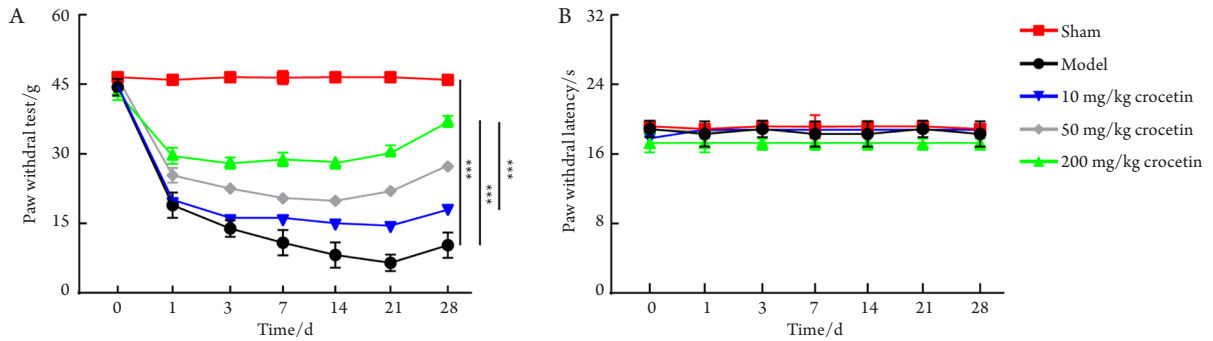 A
Paw withdral test/g
60
45
30
15
0
0 1 3 7 14 21 28
Time/d
***
***
***
B
Paw withdral latency/s
32
24
16
8
0
0 1 3 7 14 21 28
Time/d
Sham
Model
10 mg/kg crocetin
50 mg/kg crocetin
200 mg/kg crocetin